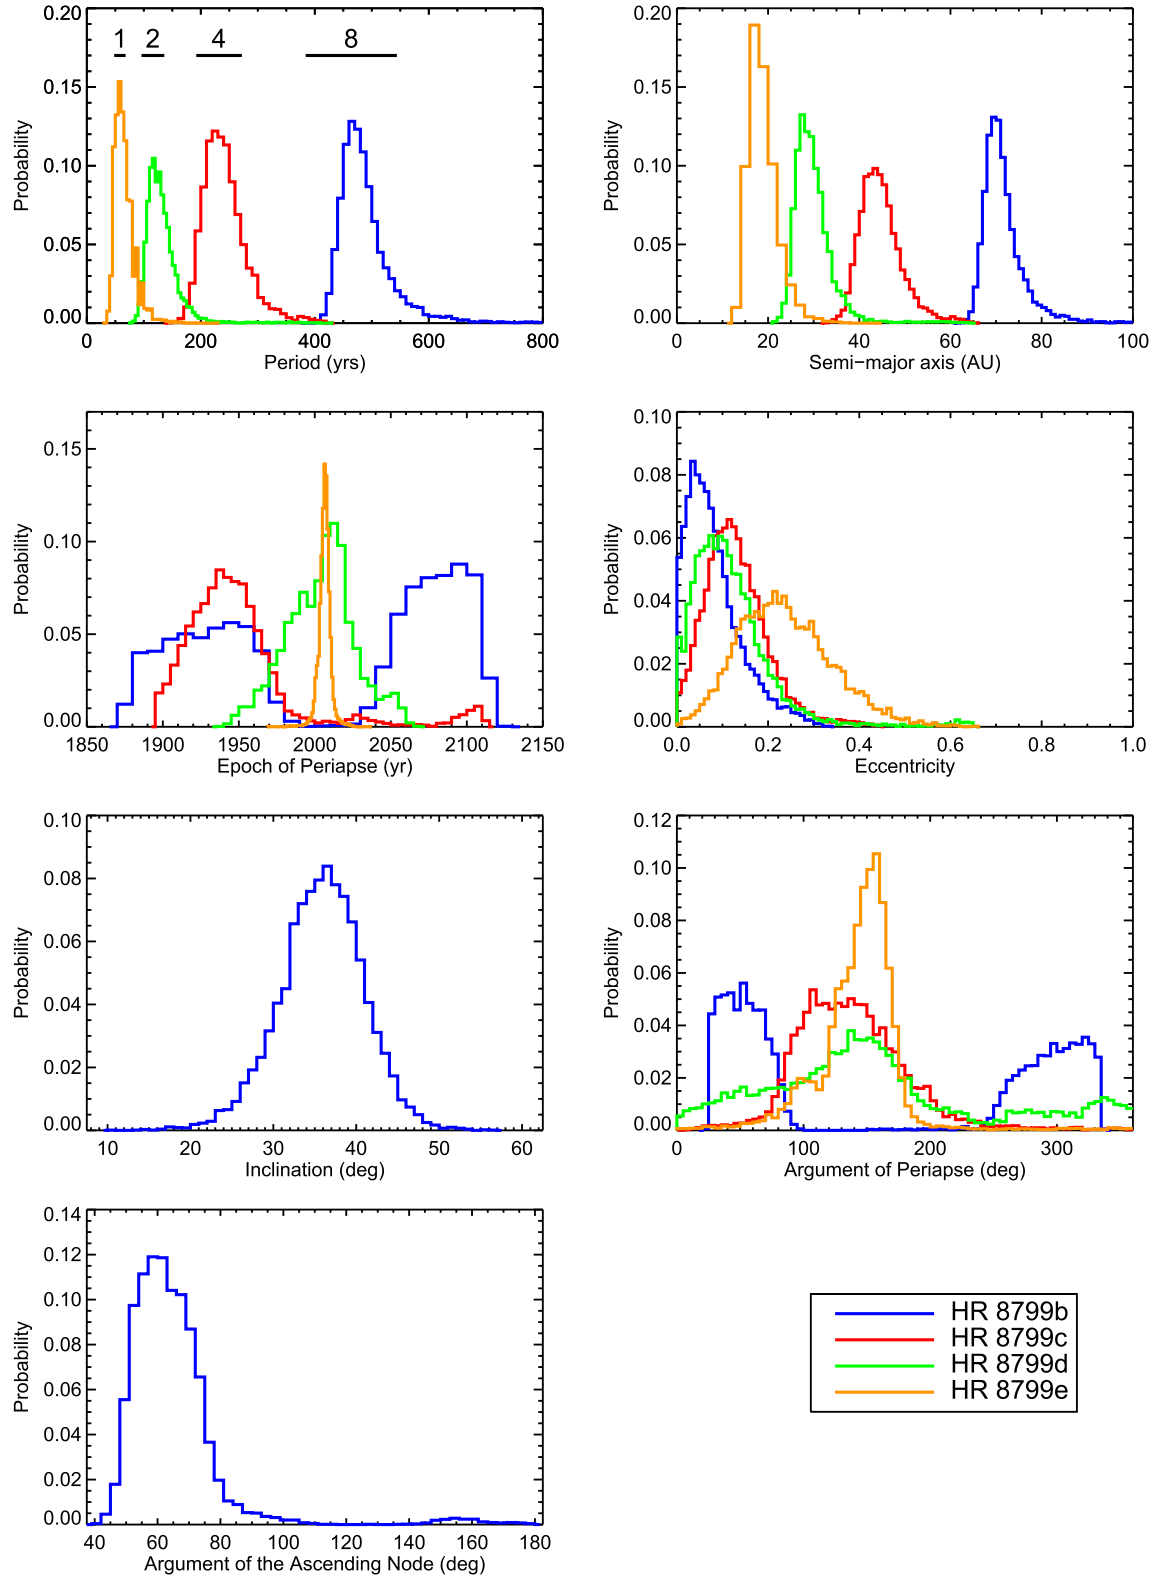 1 2 4 8
0.20
0.15
0.10
0.05
0.00
Probability
0 200 400 600 800
Period (yrs)
0.20
0.15
0.10
0.05
0.00
Probability
0 20 40 60 80 100
Semi-major axis (AU)
0.15
0.10
0.05
0.00
Probability
1850 1900 1950 2000 2050 2100 2150
Epoch of Periapse (yr)
0.10
0.08
0.06
0.04
0.02
0.00
Probability
0.0 0.2 0.4 0.6 0.8 1.0
Eccentricity
0.10
0.08
0.06
0.04
0.02
0.00
Probability
10 20 30 40 50 60
Inclination (deg)
0.12
0.10
0.08
0.06
0.04
0.02
0.00
Probability
0 100 200 300
Argument of Periapse (deg)
0.14
0.12
0.10
0.08
0.06
0.04
0.02
0.00
Probability
40 60 80 100 120 140 160 180
Argument of the Ascending Node (deg)
HR 8799b
HR 8799c
HR 8799d
HR 8799e